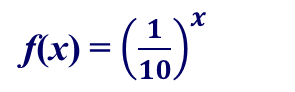 f(x) = (1/10)^x